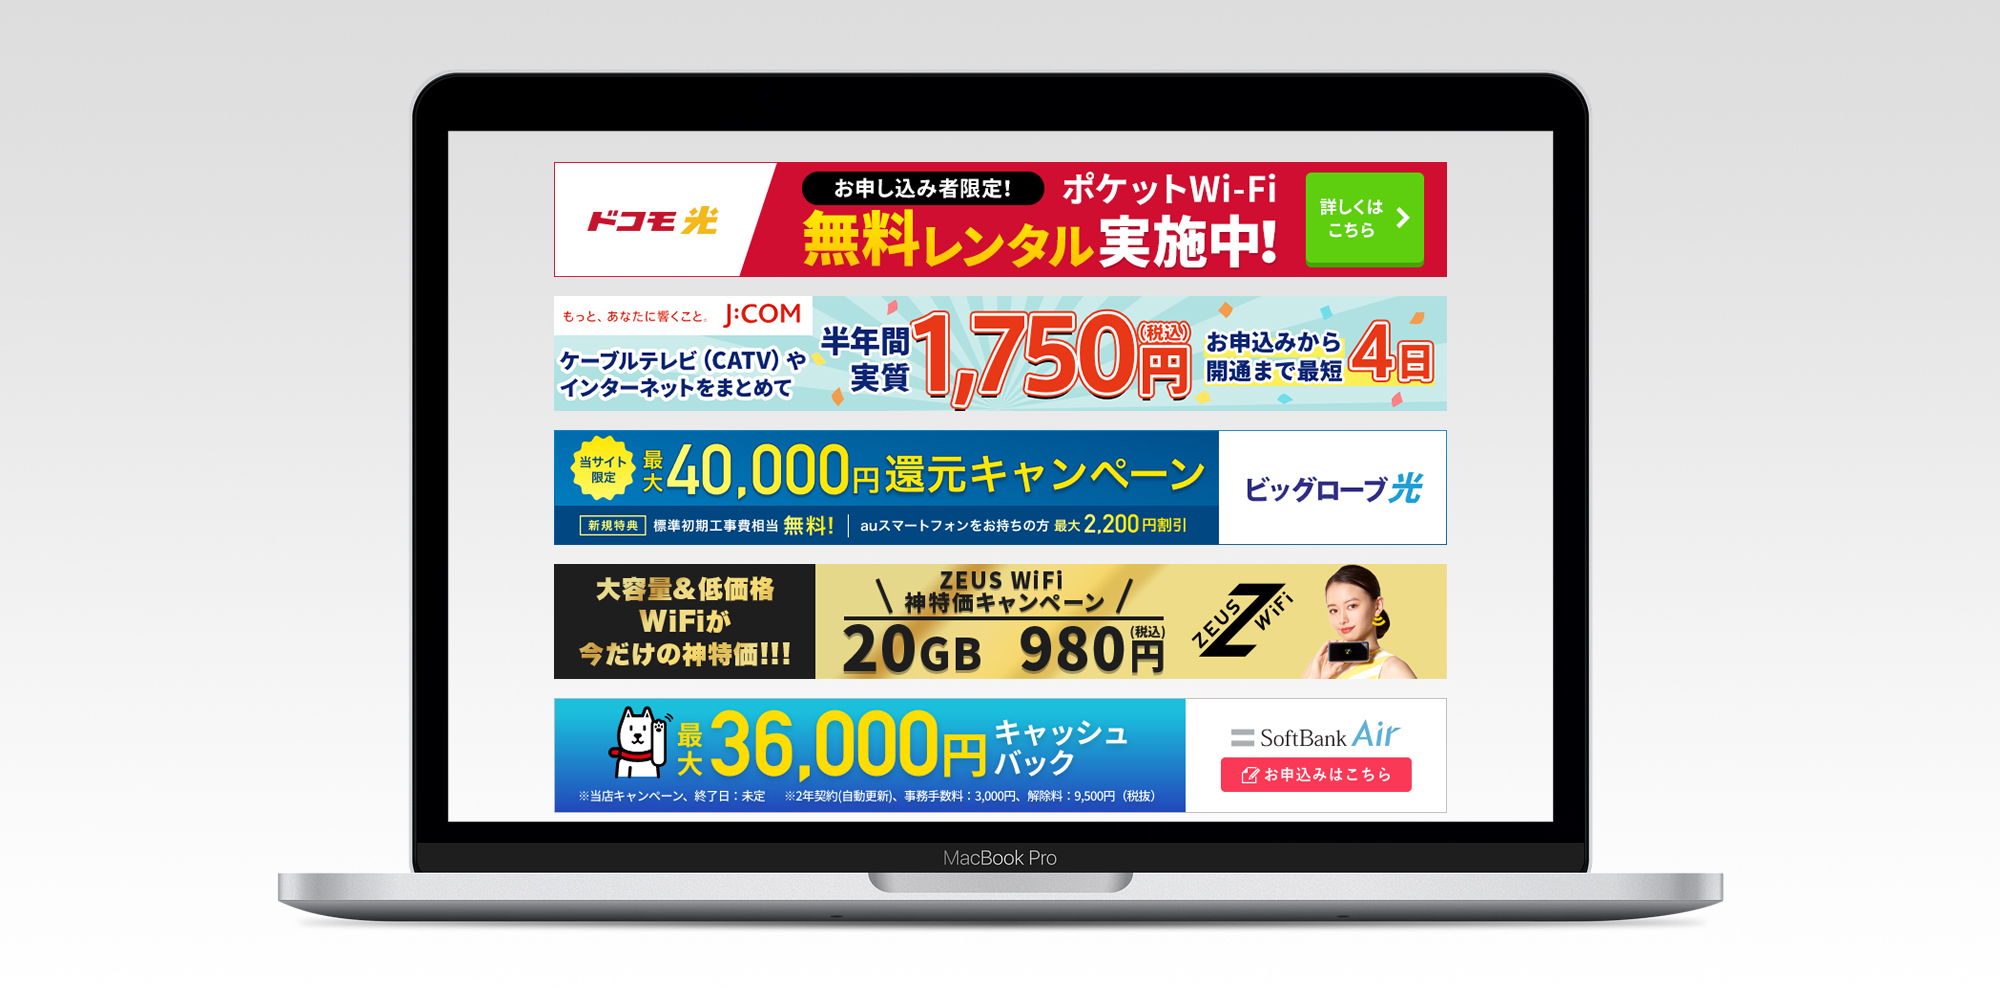 ドコモ光
お申し込み者限定!
ポケットWi-Fi
無料レンタル実施中!
詳しくは
こちら
もっと、あなたに響くこと。 J:COM
ケーブルテレビ(CATV)や
インターネットをまとめて
半年間
実質
1,750円(税込)
お申込みから
開通まで最短
4日
当サイト
限定
最大40,000円還元キャンペーン
新規特典 標準初期工事費相当 無料! auスマートフォンをお持ちの方 最大2,200円割引
ビッグローブ光
大容量&低価格
WiFiが
今だけの神特価!!!
ZEUS WiFi
神特価キャンペーン
20GB 980円(税込)
ZEUS WiFi
最大36,000円
キャッシュ
バック
※当店キャンペーン、終了日：未定 ※2年契約(自動更新)、事務手数料：3,000円、解除料：9,500円（税抜）
SoftBank Air
お申込みはこちら
MacBook Pro